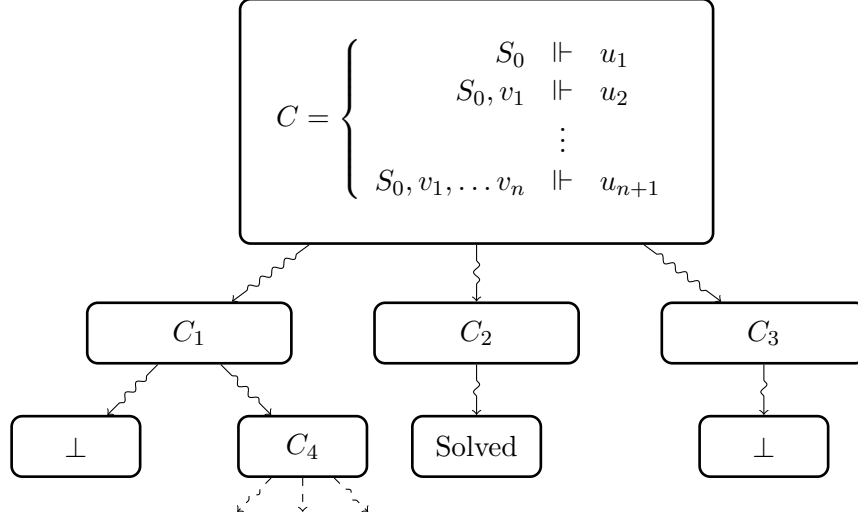 S₀ ⊩ u₁
S₀, v₁ ⊩ u₂
C = {
⋮
S₀, v₁, … vₙ ⊩ uₙ₊₁
C₁ C₂ C₃
⊥ C₄ Solved ⊥